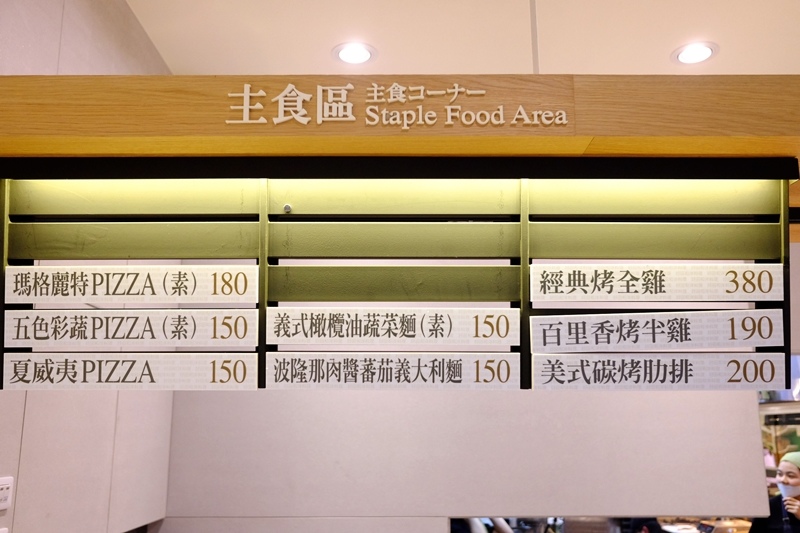 主食區
主食コーナー
Staple Food Area
瑪格麗特PIZZA(素) 180
五色彩蔬PIZZA(素) 150
夏威夷PIZZA 150
義式橄欖油蔬菜麵(素) 150
波隆那肉醬蕃茄義大利麵 150
經典烤全雞 380
百里香烤半雞 190
美式碳烤肋排 200